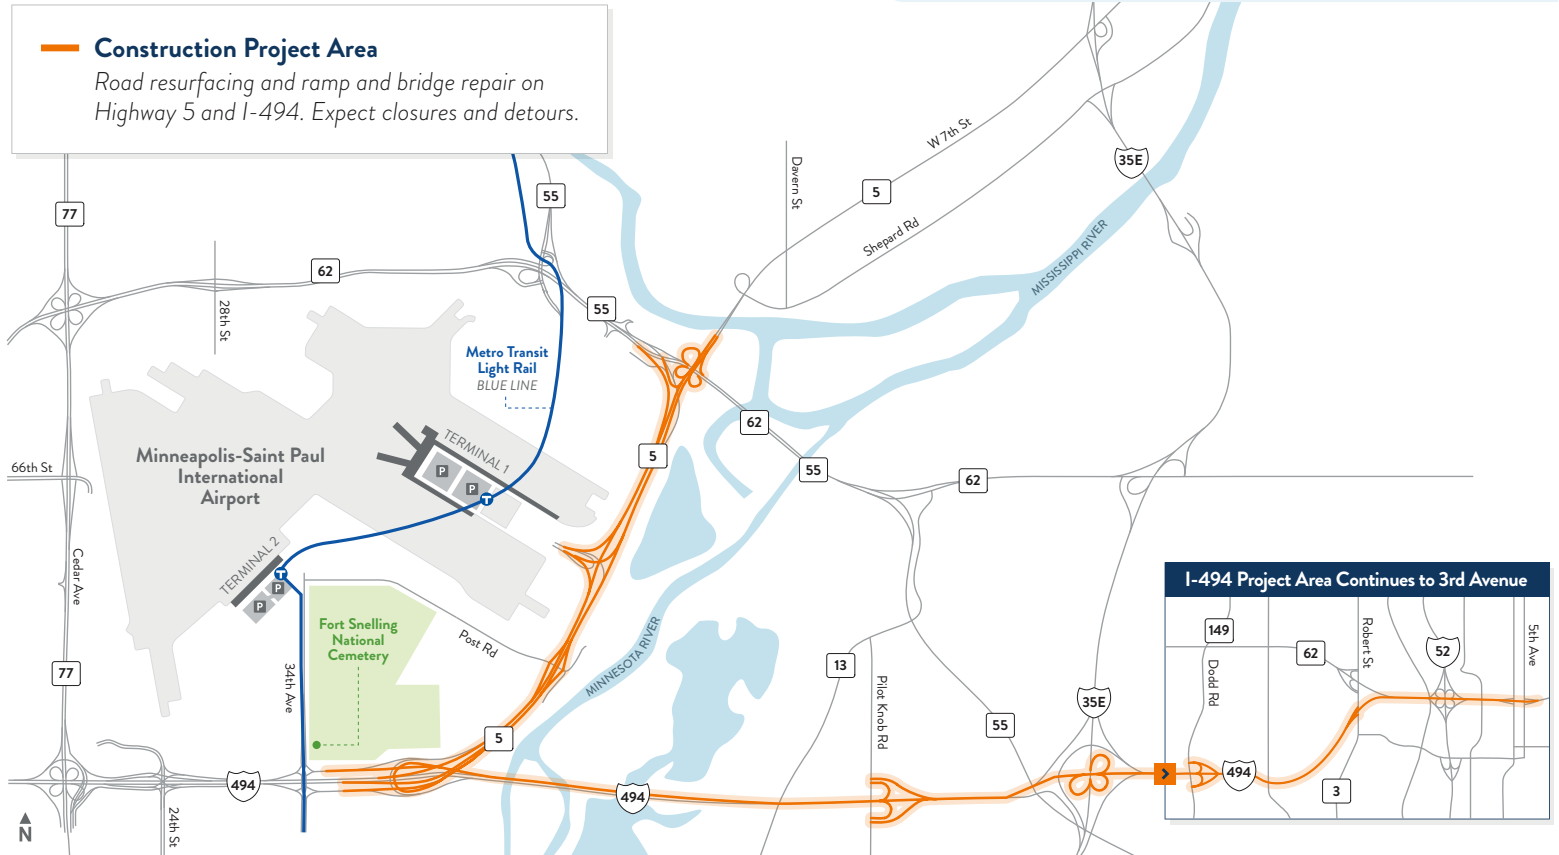 Construction Project Area
Road resurfacing and ramp and bridge repair on
Highway 5 and I-494. Expect closures and detours.
35E
W 7th St
5
Davern St
Shepard Rd
MISSISSIPPI RIVER
77
55
62
28th St
55
Metro Transit
Light Rail
BLUE LINE
62
5
55
62
66th St
Minneapolis-Saint Paul
International
Airport
TERMINAL 1
P
P
T
TERMINAL 2
T
P
P
Cedar Ave
Fort Snelling
National
Cemetery
Post Rd
34th Ave
MINNESOTA RIVER
77
5
13
Pilot Knob Rd
55
35E
494
494
24th St
N
I-494 Project Area Continues to 3rd Avenue
149
62
Robert St
52
5th Ave
Dodd Rd
494
3